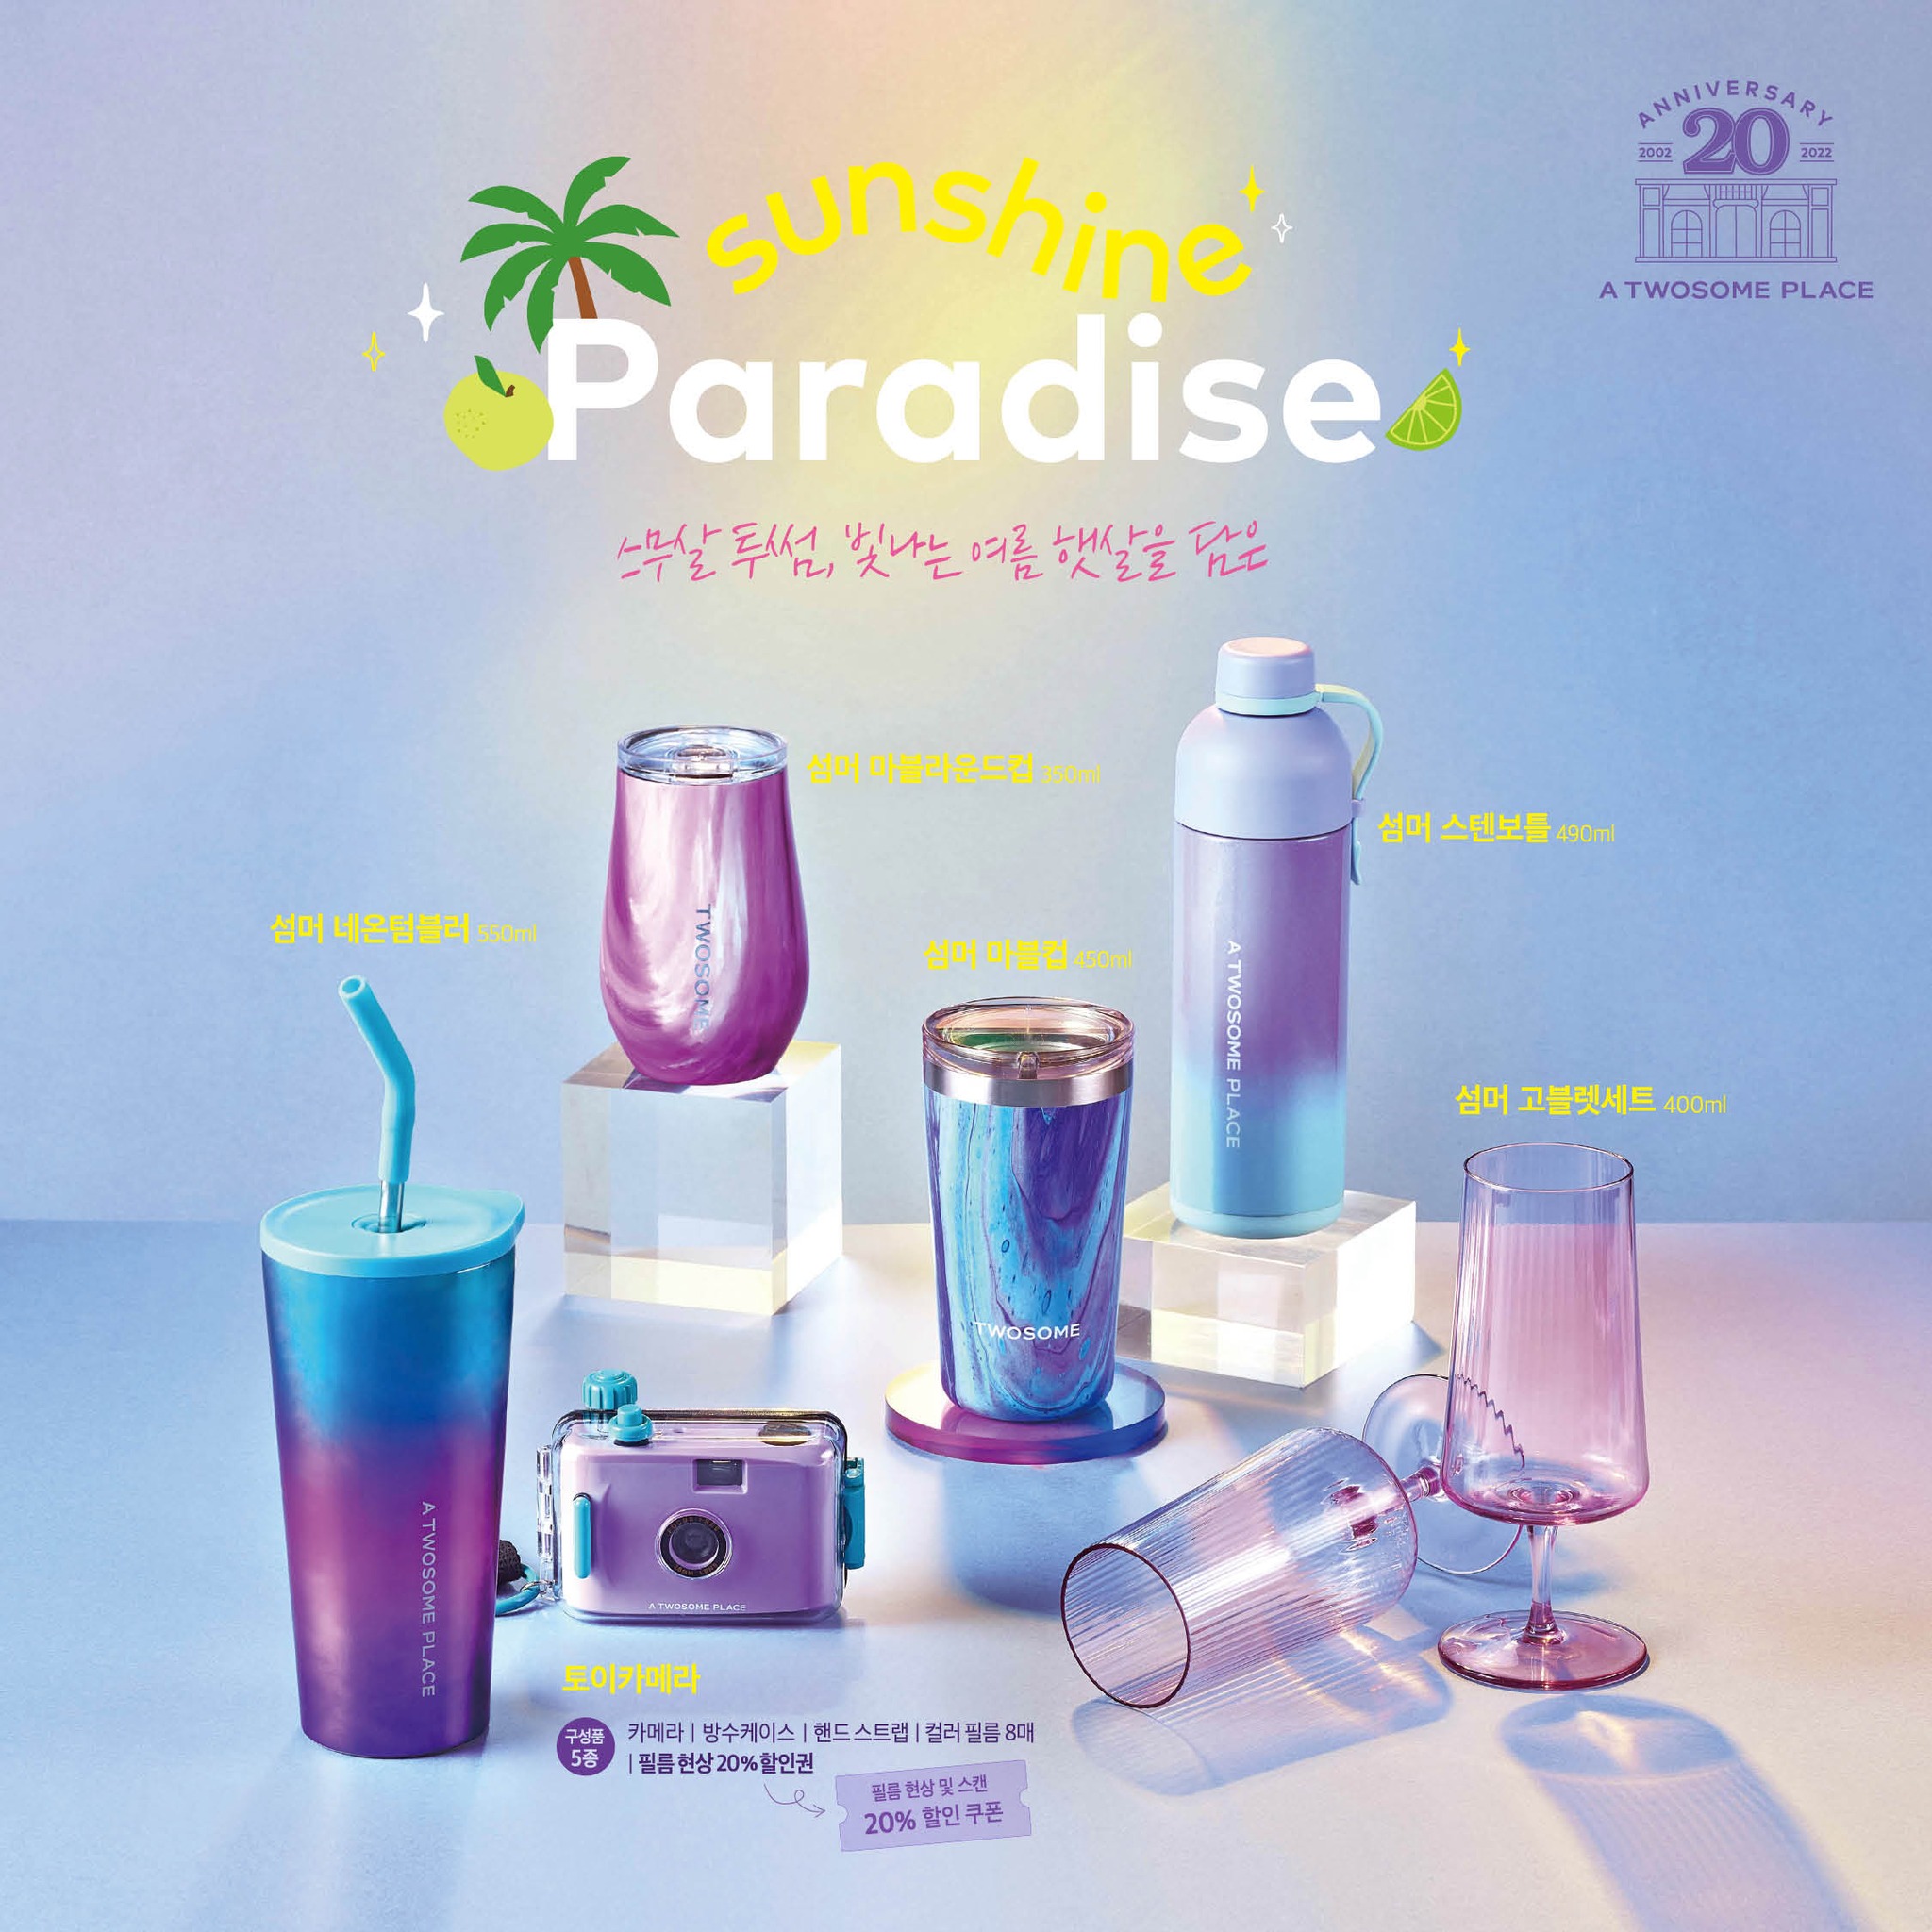 ANNIVERSARY
2002 20 2022
A TWOSOME PLACE
sunshine
Paradise
스무살 투썸, 빛나는 여름 햇살을 담은
섬머 마블라운드컵 350ml
섬머 스텐보틀 490ml
섬머 네온텀블러 550ml
섬머 마블컵 450ml
섬머 고블렛세트 400ml
TWOSOME
A TWOSOME PLACE
TWOSOME
A TWOSOME PLACE
A TWOSOME PLACE
토이카메라
구성품
5종
카메라 | 방수케이스 | 핸드 스트랩 | 컬러 필름 8매
| 필름 현상 20% 할인권
필름 현상 및 스캔
20% 할인 쿠폰